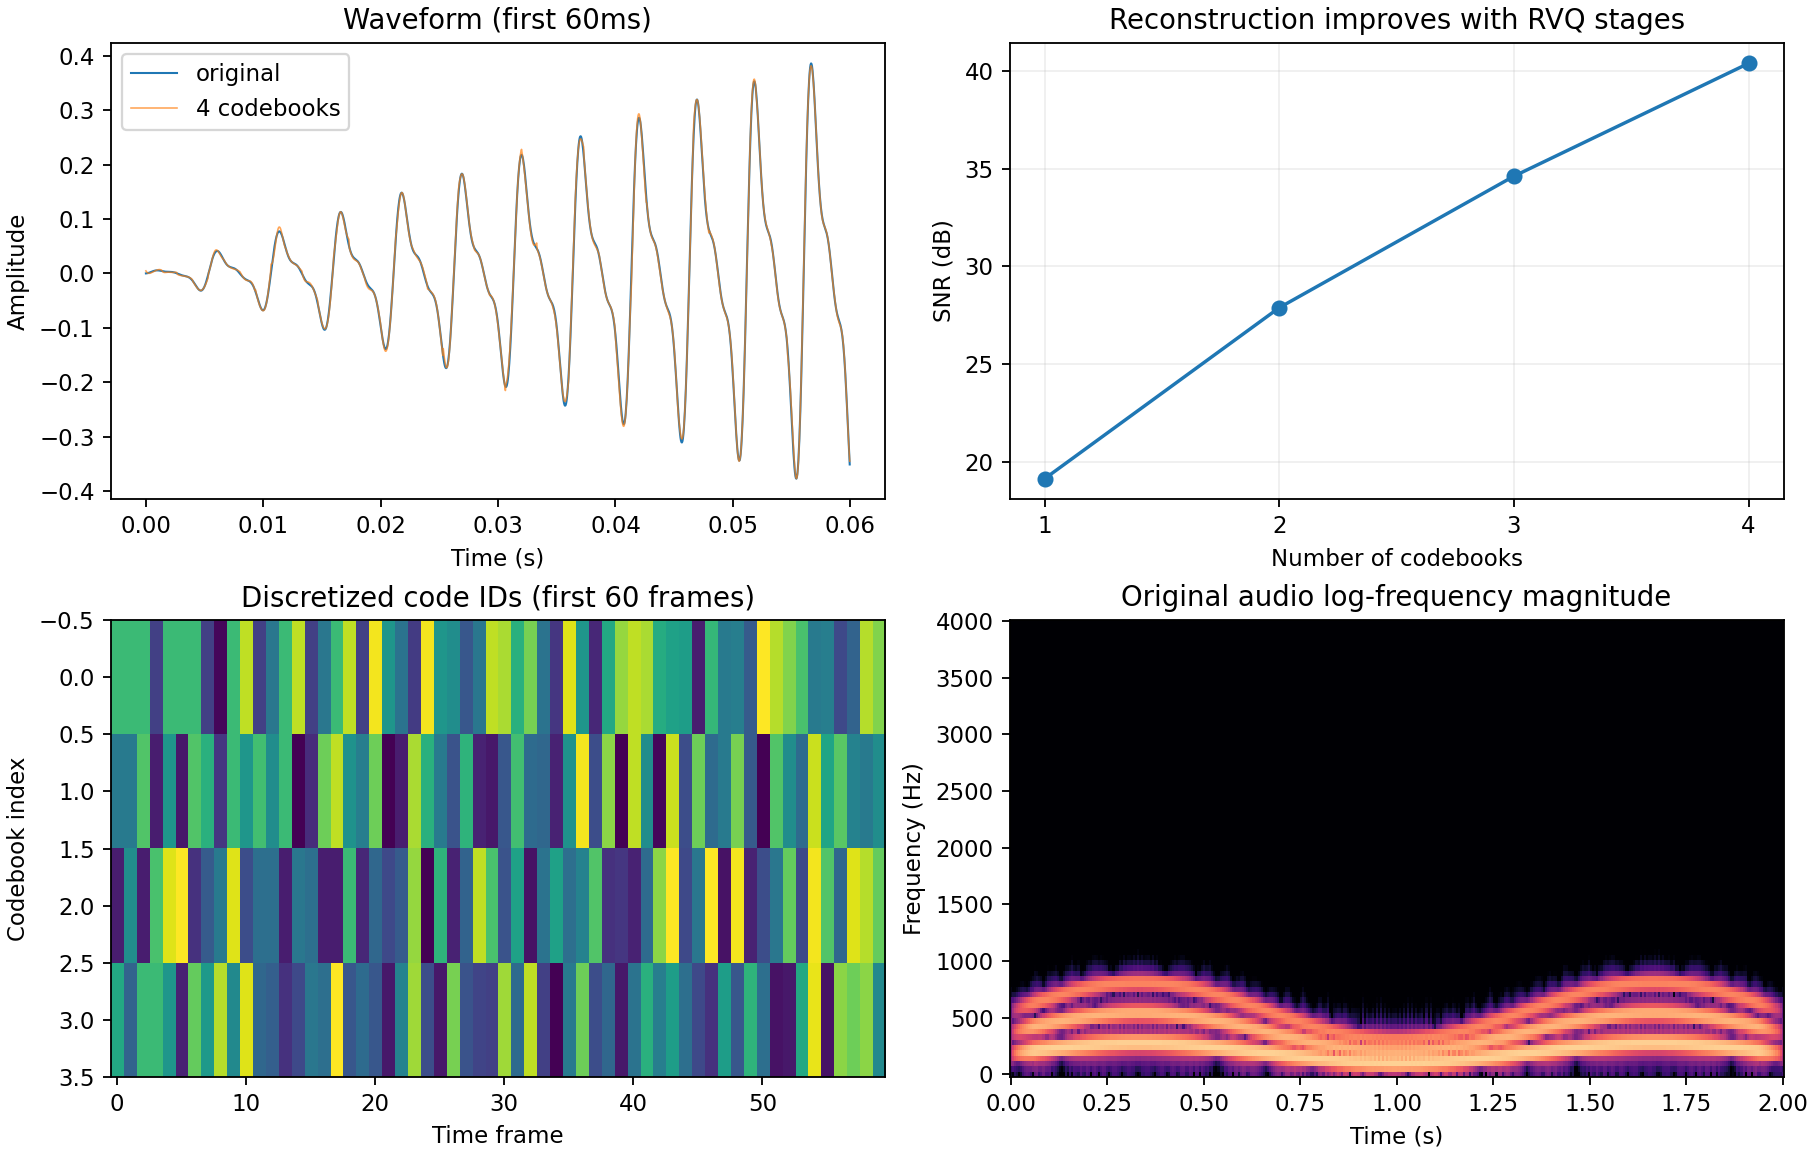 Waveform (first 60ms)
0.4
0.3
0.2
0.1
0.0
−0.1
−0.2
−0.3
−0.4
Amplitude
original
4 codebooks
0.00 0.01 0.02 0.03 0.04 0.05 0.06
Time (s)
Reconstruction improves with RVQ stages
40
35
30
25
20
SNR (dB)
1 2 3 4
Number of codebooks
Discretized code IDs (first 60 frames)
−0.5
0.0
0.5
1.0
1.5
2.0
2.5
3.0
3.5
Codebook index
0 10 20 30 40 50
Time frame
Original audio log-frequency magnitude
4000
3500
3000
2500
2000
1500
1000
500
0
Frequency (Hz)
0.00 0.25 0.50 0.75 1.00 1.25 1.50 1.75 2.00
Time (s)